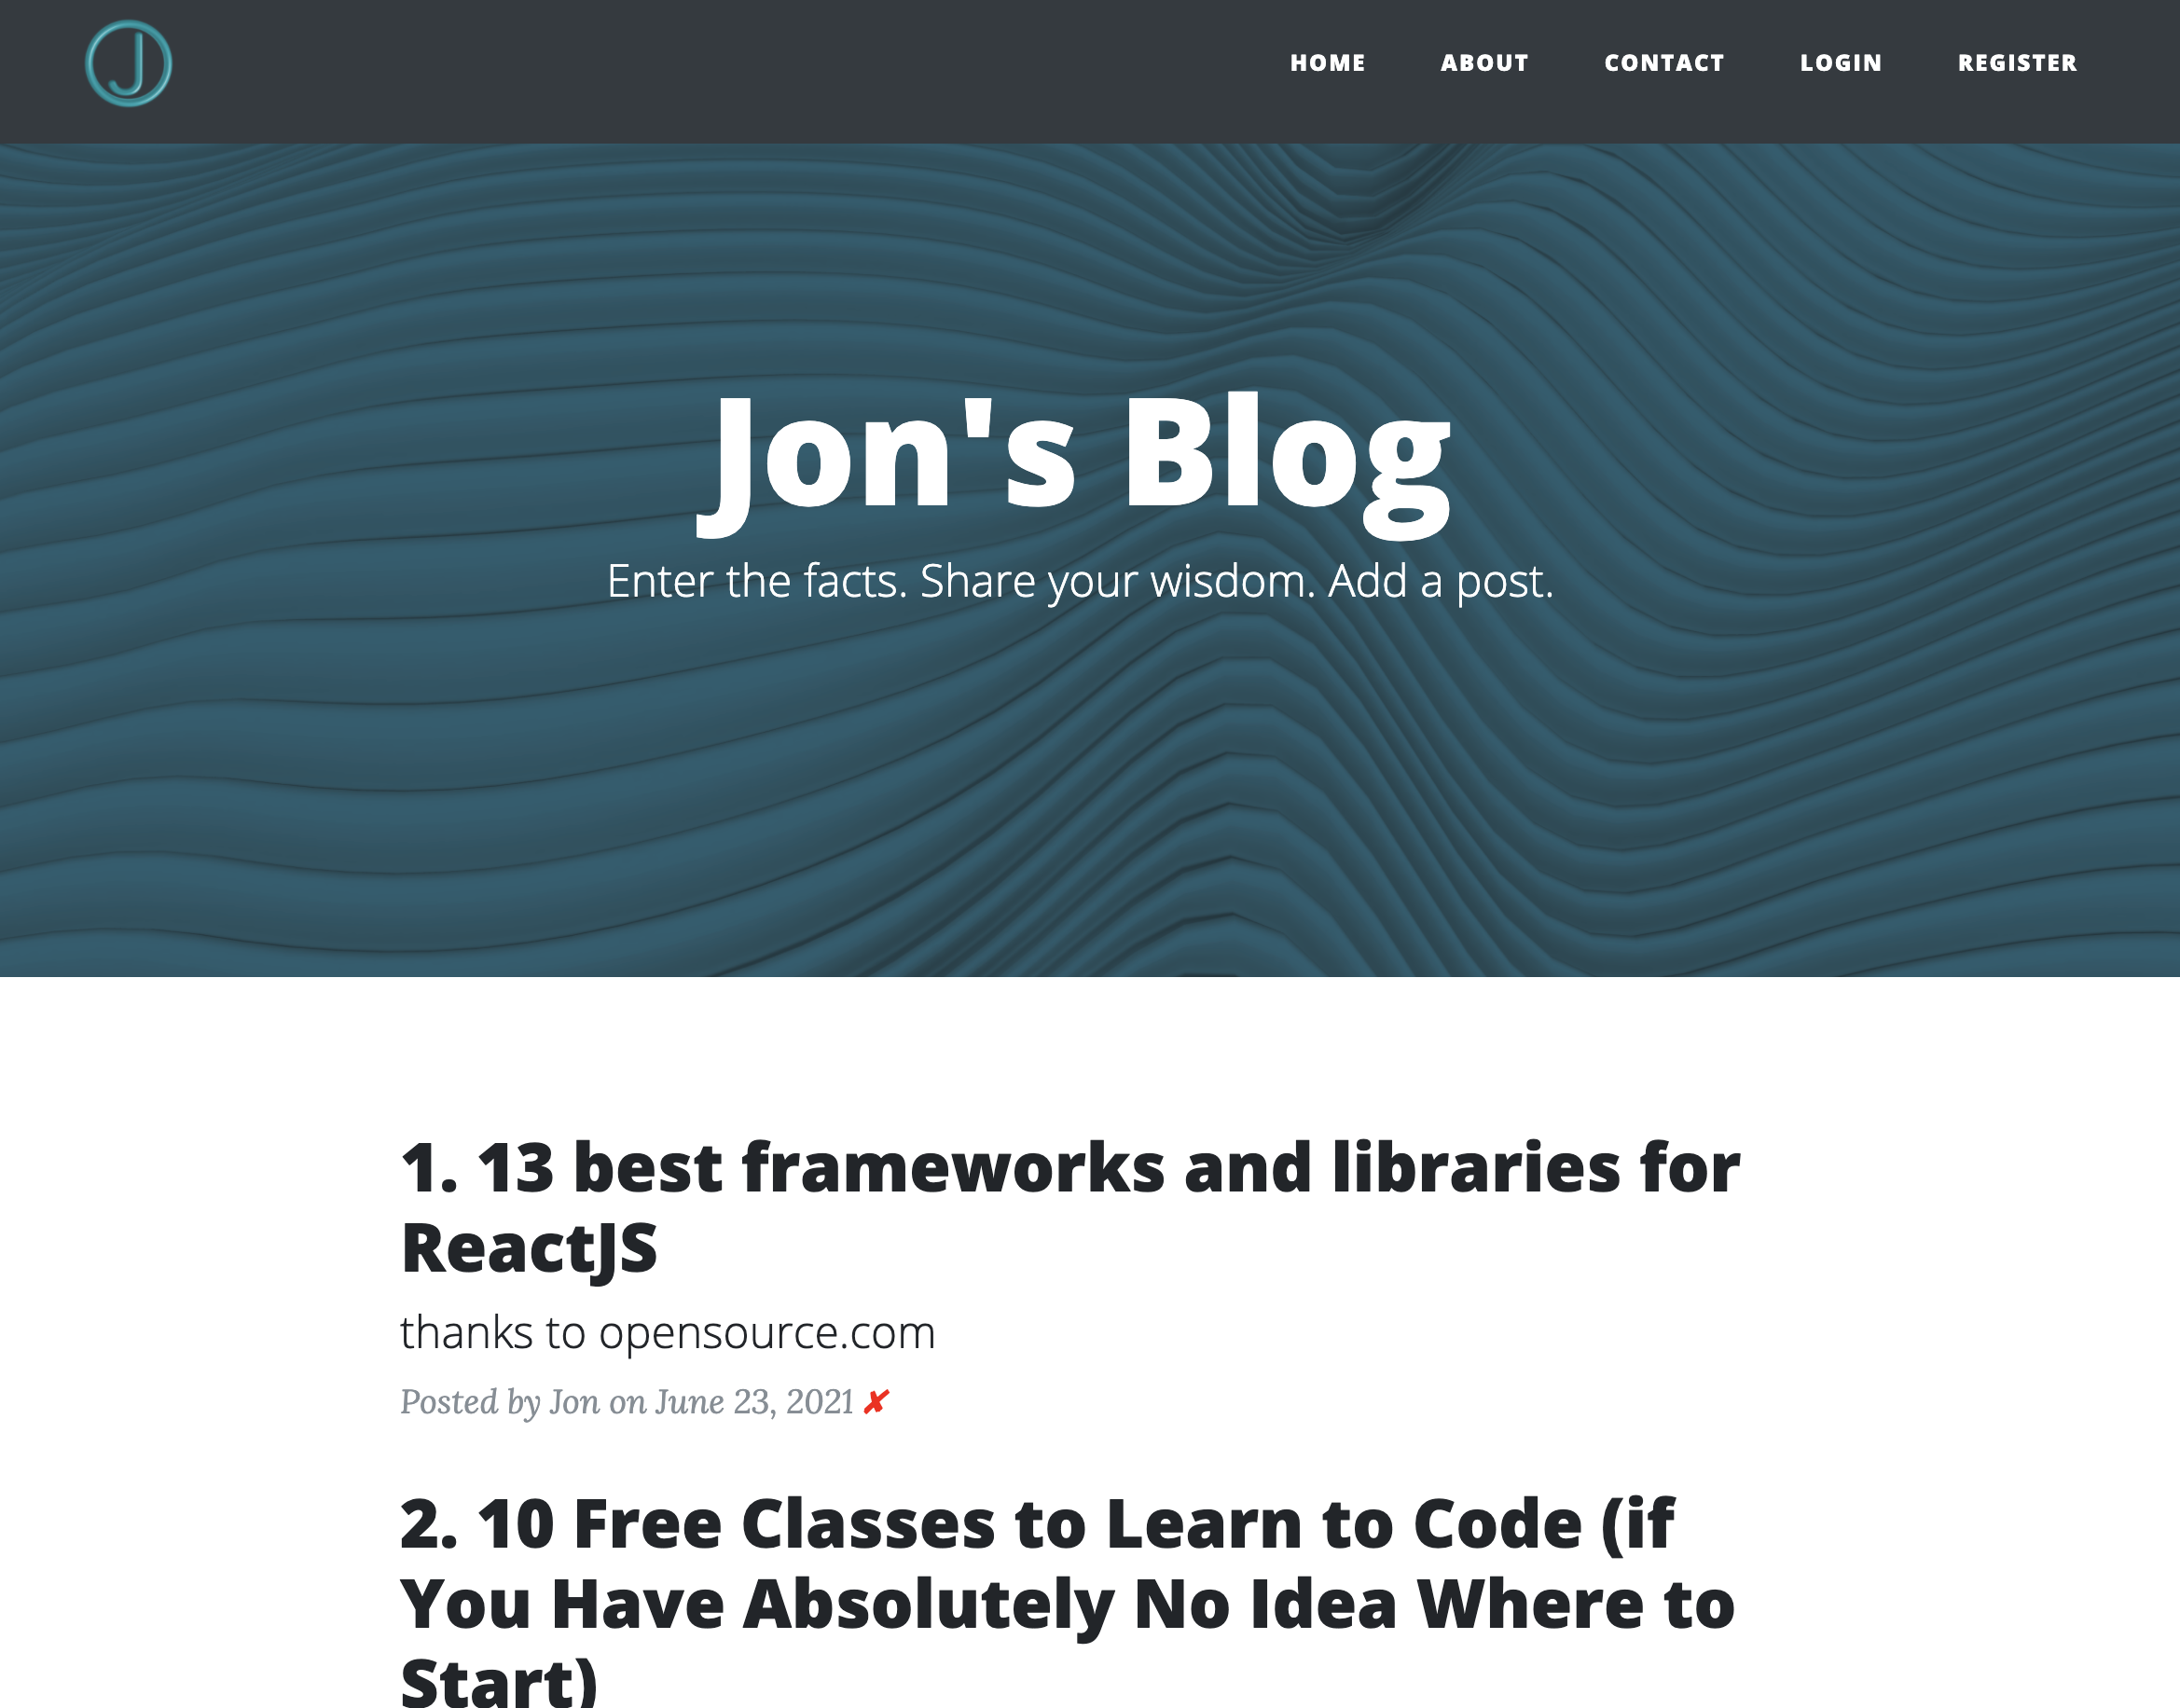 J
HOME ABOUT CONTACT LOGIN REGISTER
Jon's Blog
Enter the facts. Share your wisdom. Add a post.
1. 13 best frameworks and libraries for
ReactJS
thanks to opensource.com
Posted by Jon on June 23, 2021 ✘
2. 10 Free Classes to Learn to Code (if
You Have Absolutely No Idea Where to
Start)